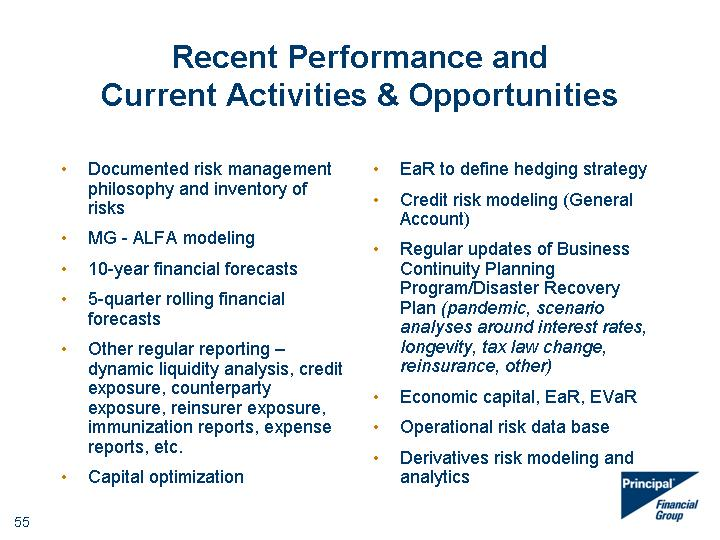 Recent Performance and
Current Activities & Opportunities
• Documented risk management
philosophy and inventory of
risks
• MG - ALFA modeling
• 10-year financial forecasts
• 5-quarter rolling financial
forecasts
• Other regular reporting –
dynamic liquidity analysis, credit
exposure, counterparty
exposure, reinsurer exposure,
immunization reports, expense
reports, etc.
• Capital optimization
• EaR to define hedging strategy
• Credit risk modeling (General
Account)
• Regular updates of Business
Continuity Planning
Program/Disaster Recovery
Plan (pandemic, scenario
analyses around interest rates,
longevity, tax law change,
reinsurance, other)
• Economic capital, EaR, EVaR
• Operational risk data base
• Derivatives risk modeling and
analytics
Principal
Financial
Group
55